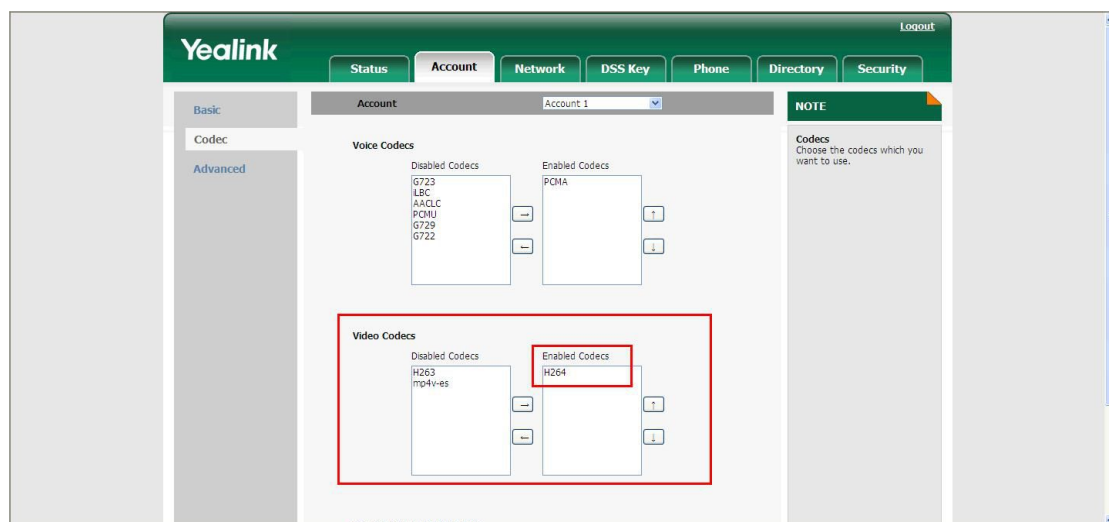 Logout
Yealink
Status Account Network DSS Key Phone Directory Security
Basic
Codec
Advanced
Account Account 1
NOTE
Codecs
Choose the codecs which you
want to use.
Voice Codecs
Disabled Codecs Enabled Codecs
G723
iLBC
AACLC
PCMU
G729
G722
PCMA
→
←
↑
↓
Video Codecs
Disabled Codecs Enabled Codecs
H263
mp4v-es
H264
→
←
↑
↓